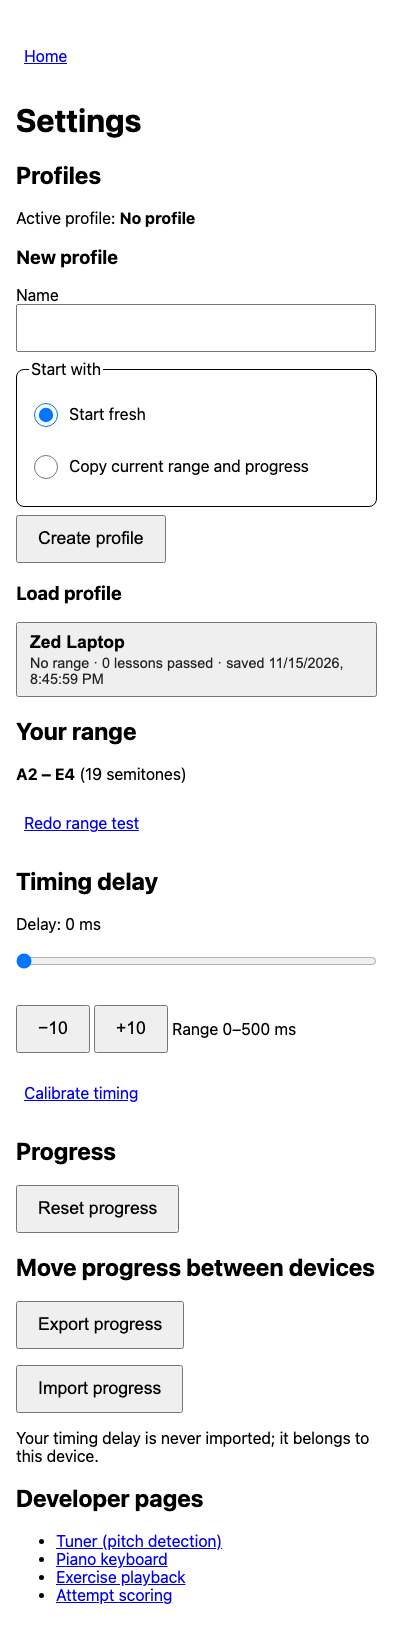 Home
Settings
Profiles
Active profile: No profile
New profile
Name
Start with
Start fresh
Copy current range and progress
Create profile
Load profile
Zed Laptop
No range · 0 lessons passed · saved 11/15/2026,
8:45:59 PM
Your range
A2 – E4 (19 semitones)
Redo range test
Timing delay
Delay: 0 ms
−10 +10 Range 0–500 ms
Calibrate timing
Progress
Reset progress
Move progress between devices
Export progress
Import progress
Your timing delay is never imported; it belongs to
this device.
Developer pages
• Tuner (pitch detection)
• Piano keyboard
• Exercise playback
• Attempt scoring